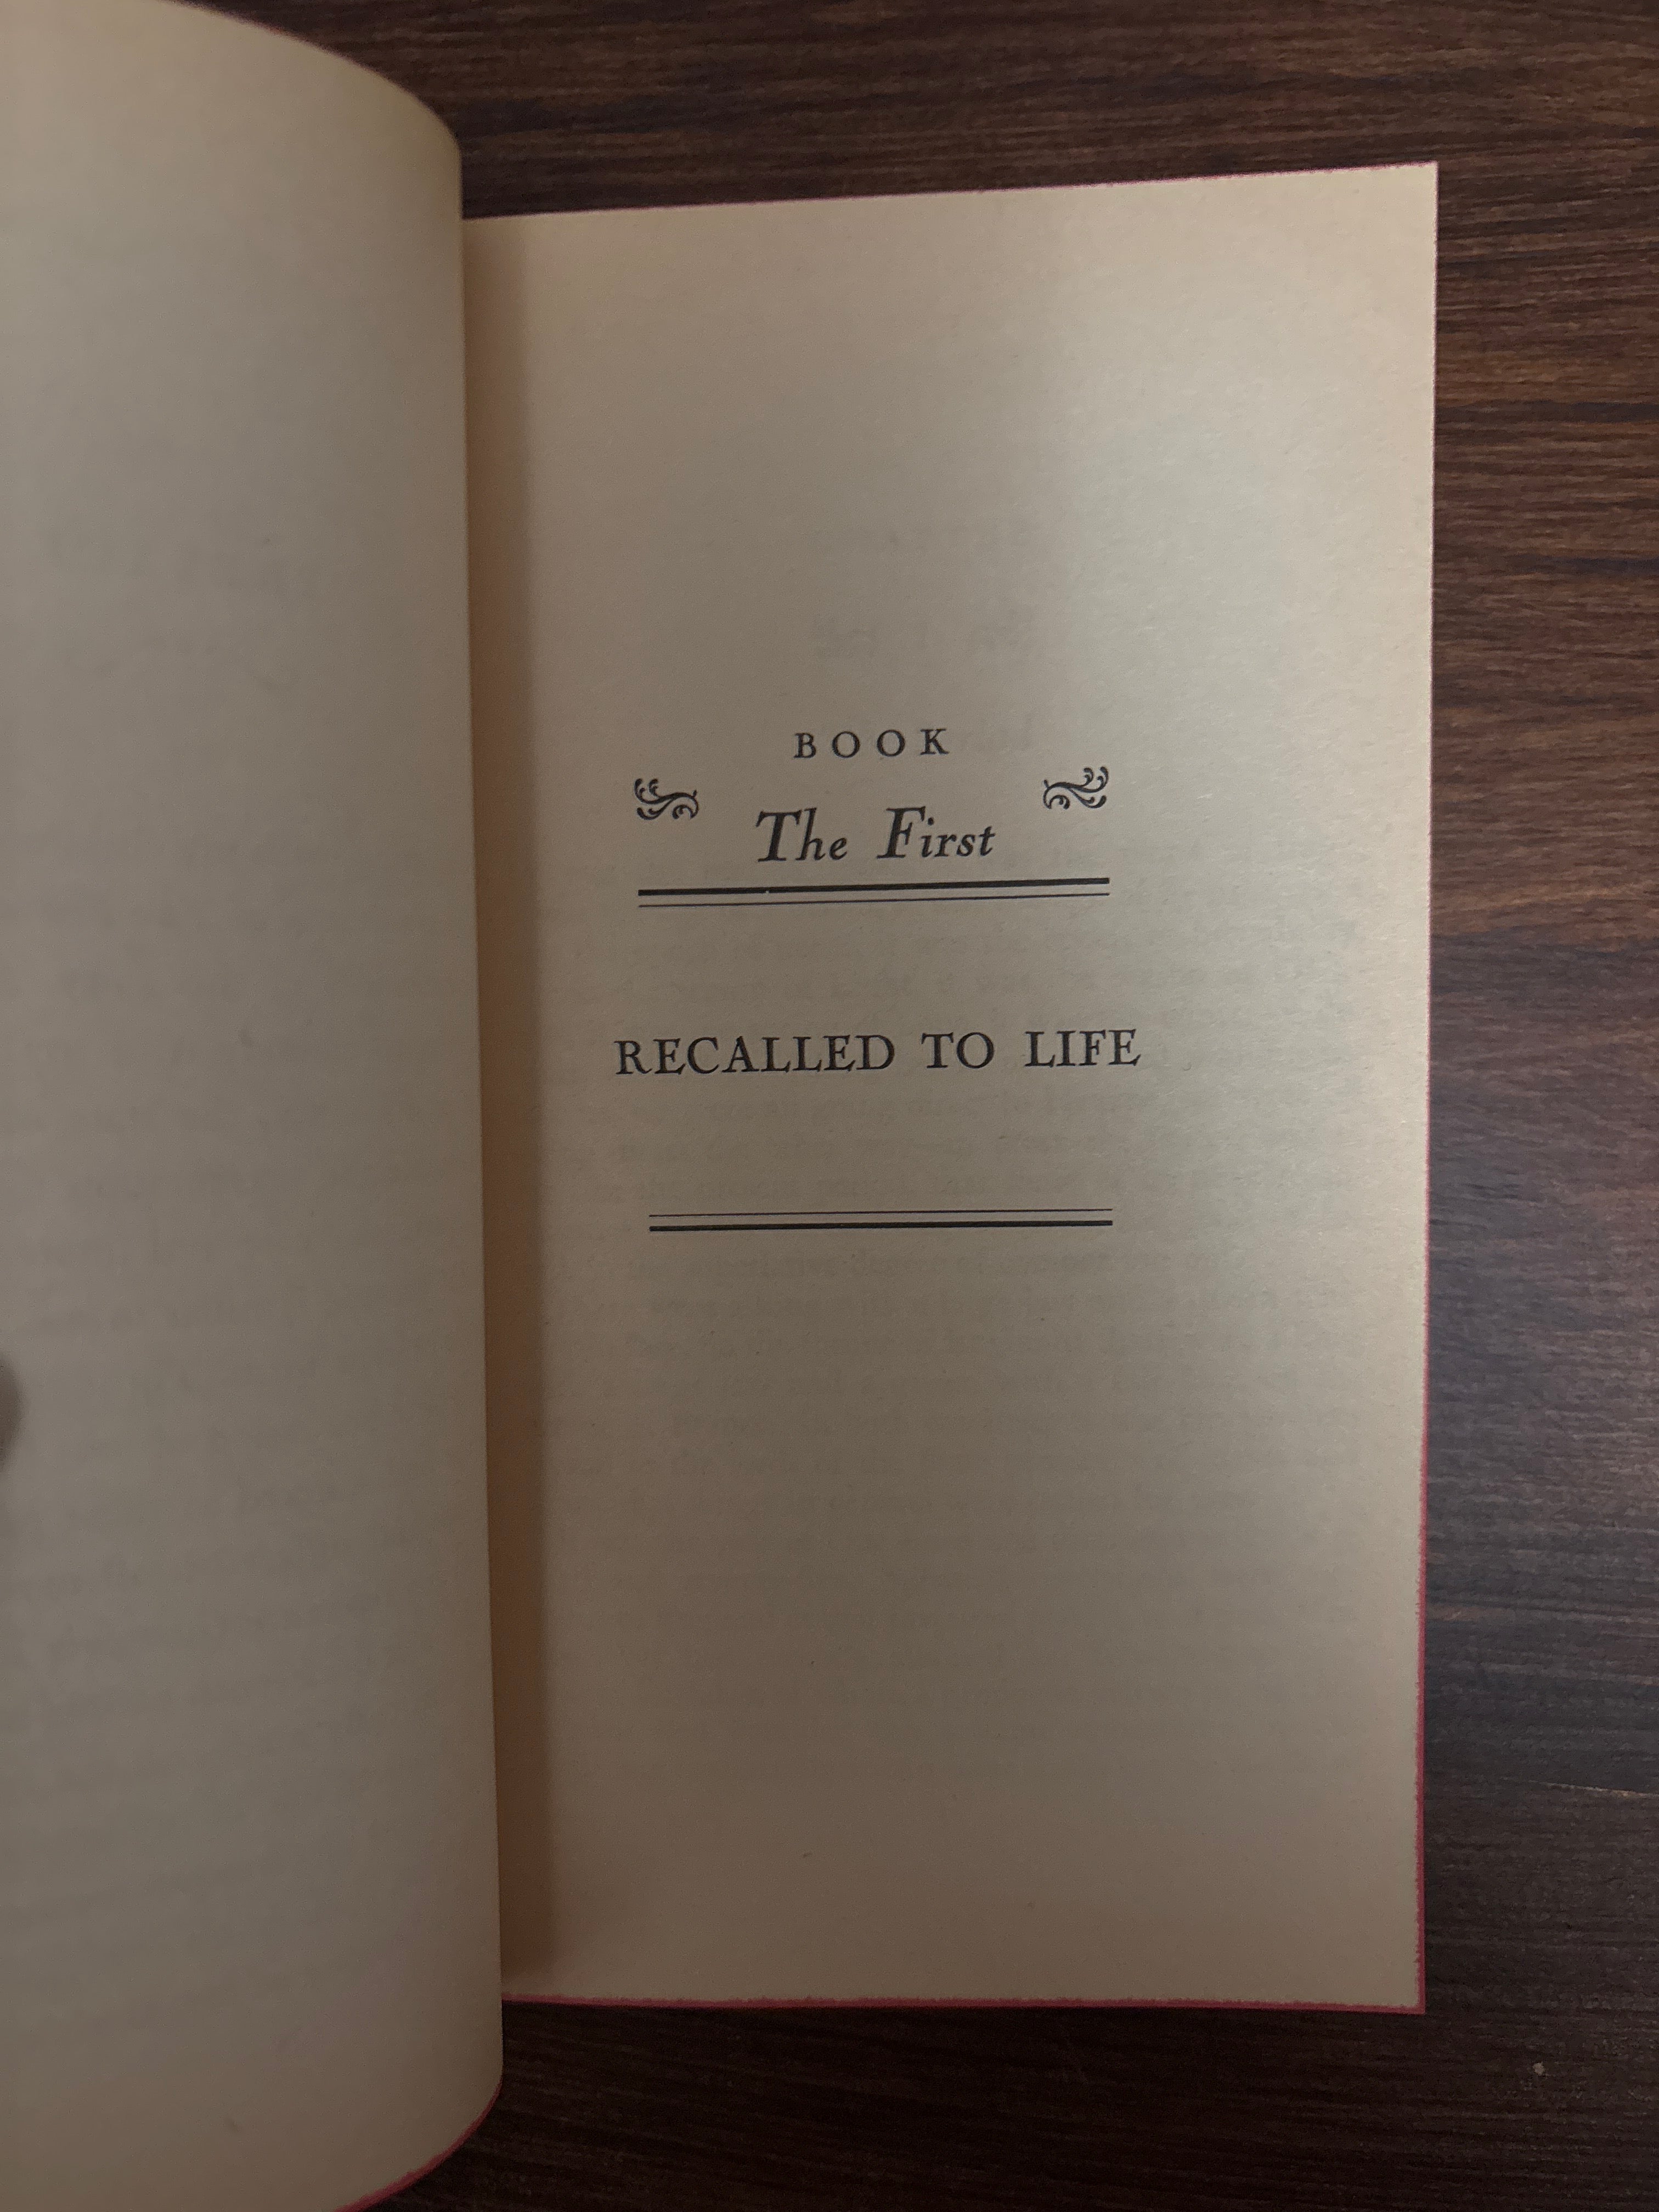 BOOK
The First
RECALLED TO LIFE